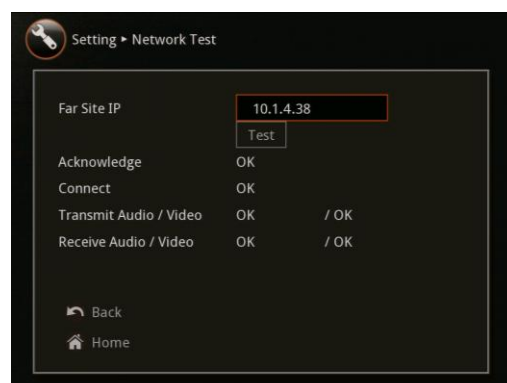 Setting ▸ Network Test
Far Site IP 10.1.4.38
Test
Acknowledge OK
Connect OK
Transmit Audio / Video OK / OK
Receive Audio / Video OK / OK
Back
Home